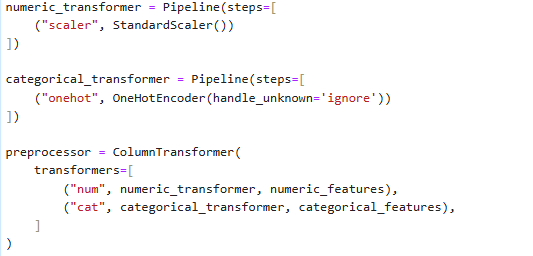 numeric_transformer = Pipeline(steps=[
    ("scaler", StandardScaler())
])

categorical_transformer = Pipeline(steps=[
    ("onehot", OneHotEncoder(handle_unknown='ignore'))
])

preprocessor = ColumnTransformer(
    transformers=[
        ("num", numeric_transformer, numeric_features),
        ("cat", categorical_transformer, categorical_features),
    ]
)